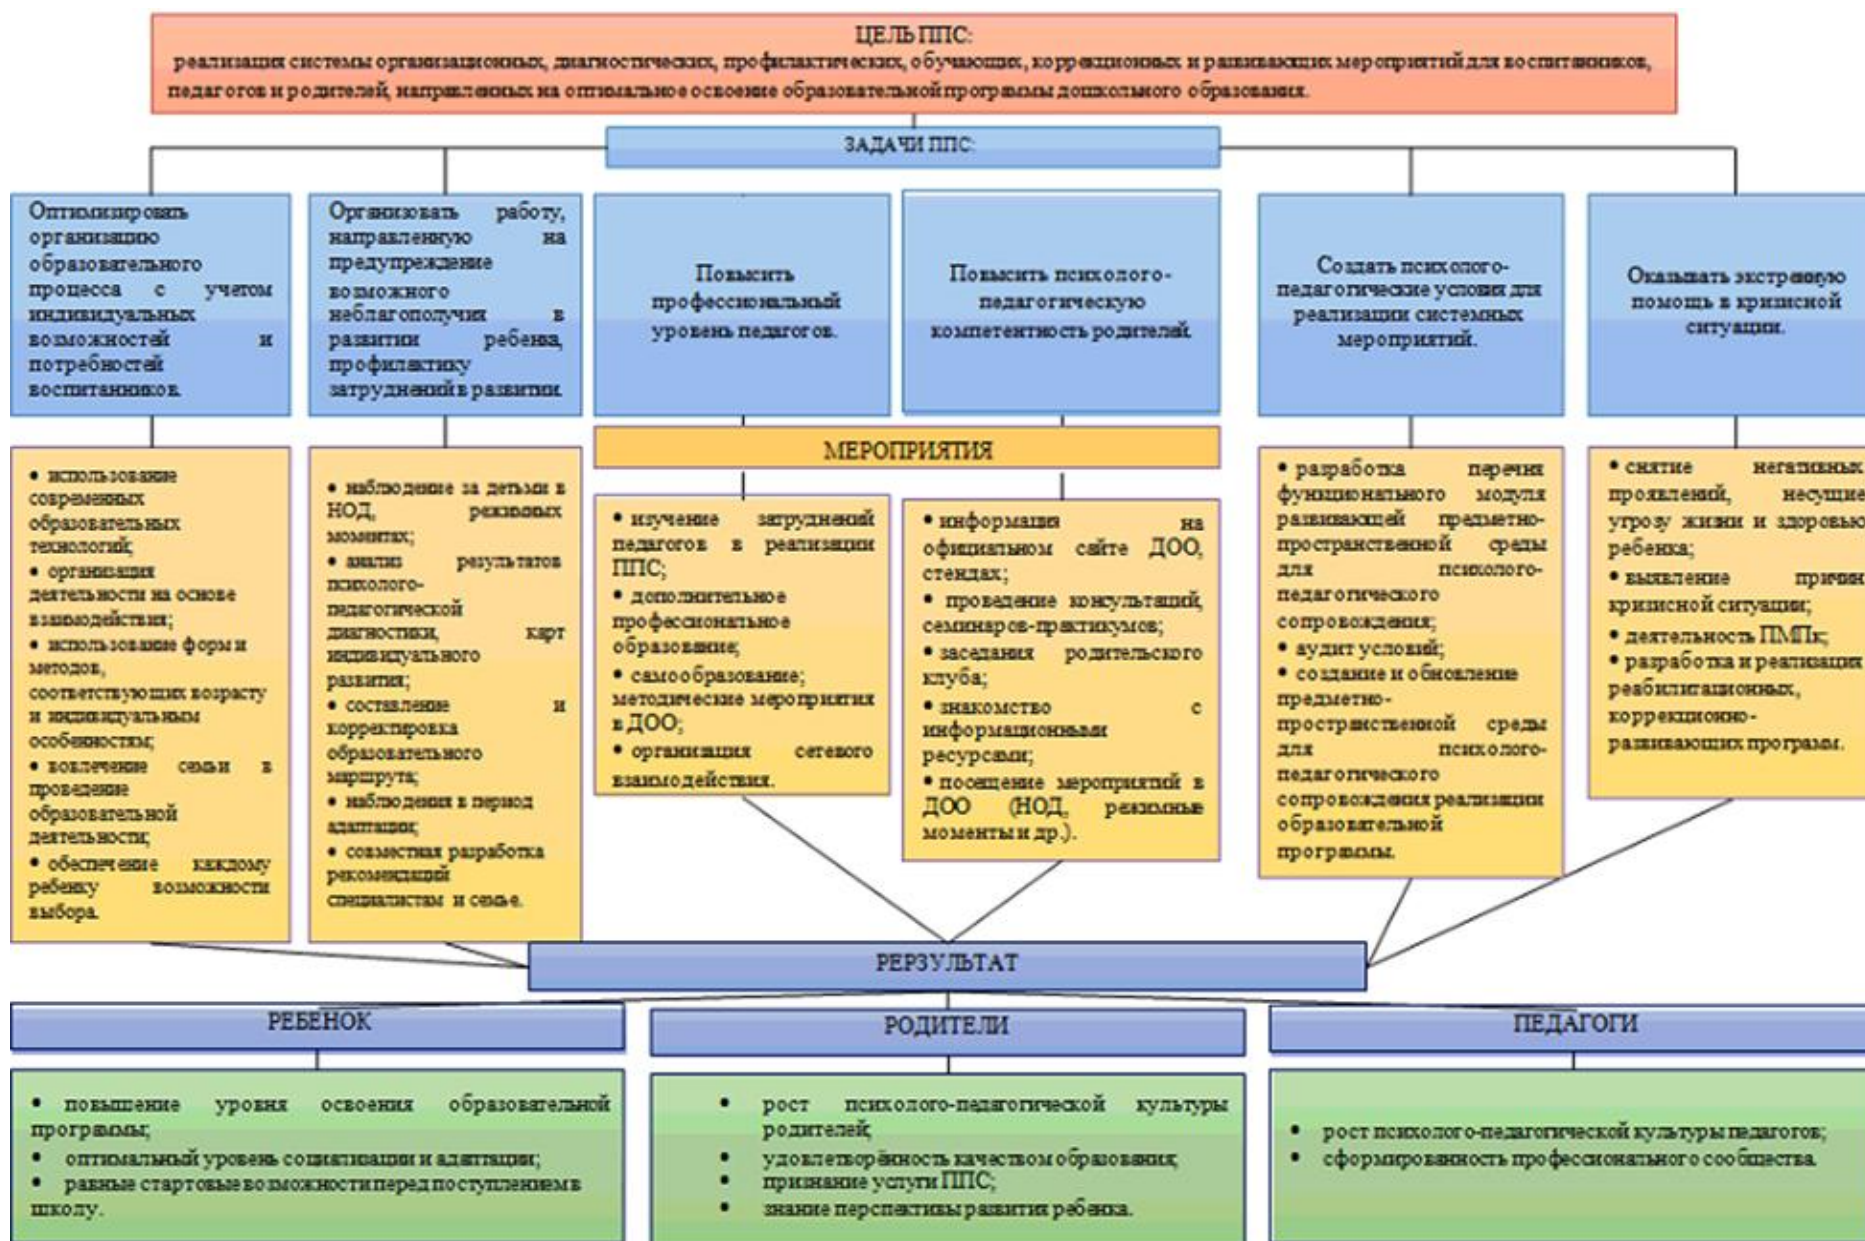 ЦЕЛЬ ППС:
реализация системы организационных, диагностических, профилактических, обучающих, коррекционных и развивающих мероприятий для воспитанников,
педагогов и родителей, направленных на оптимальное освоение образовательной программы дошкольного образования.
ЗАДАЧИ ППС:
Оптимизировать
организацию
образовательного
процесса с учетом
индивидуальных
возможностей и
потребностей
воспитанников.
Организовать работу,
направленную на
предупреждение
возможного
неблагополучия в
развитии ребенка,
профилактику
затруднений в развитии.
Повысить
профессиональный
уровень педагогов.
Повысить психолого-
педагогическую
компетентность родителей.
Создать психолого-
педагогические условия для
реализации системных
мероприятий.
Оказывать экстренную
помощь в кризисной
ситуации.
МЕРОПРИЯТИЯ
• использование
современных
образовательных
технологий;
• организация
деятельности на основе
взаимодействия;
• использование форм и
методов,
соответствующих возрасту
и индивидуальным
особенностям;
• вовлечение семьи в
проведение
образовательной
деятельности;
• обеспечение каждому
ребенку возможности
выбора.
• наблюдение за детьми в
НОД, режимных
моментах;
• анализ результатов
психолого-
педагогической
диагностики, карт
индивидуального
развития;
• составление и
корректировка
образовательного
маршрута;
• наблюдения в период
адаптации;
• совместная разработка
рекомендаций
специалистам и семье.
• изучение затруднений
педагогов в реализации
ППС;
• дополнительное
профессиональное
образование;
• самообразование;
методические мероприятия
в ДОО;
• организация сетевого
взаимодействия.
• информация на
официальном сайте ДОО,
стендах;
• проведение консультаций,
семинаров-практикумов;
• заседания родительского
клуба;
• знакомство с
информационными
ресурсами;
• посещение мероприятий в
ДОО (НОД, режимные
моменты и др.).
• разработка перечня
функционального модуля
развивающей предметно-
пространственной среды
для психолого-
педагогического
сопровождения;
• аудит условий;
• создание и обновление
предметно-
пространственной среды
для психолого-
педагогического
сопровождения реализации
образовательной
программы.
• снятие негативных
проявлений, несущие
угрозу жизни и здоровью
ребенка;
• выявление причин
кризисной ситуации;
• деятельность ПМПк;
• разработка и реализация
реабилитационных,
коррекционно-
развивающих программ.
РЕРЗУЛЬТАТ
РЕБЕНОК
• повышение уровня освоения образовательной
программы;
• оптимальный уровень социализации и адаптации;
• равные стартовые возможности перед поступлением в
школу.
РОДИТЕЛИ
• рост психолого-педагогической культуры
родителей;
• удовлетворённость качеством образования;
• признание услуги ППС;
• знание перспективы развития ребенка.
ПЕДАГОГИ
• рост психолого-педагогической культуры педагогов;
• сформированность профессионального сообщества.